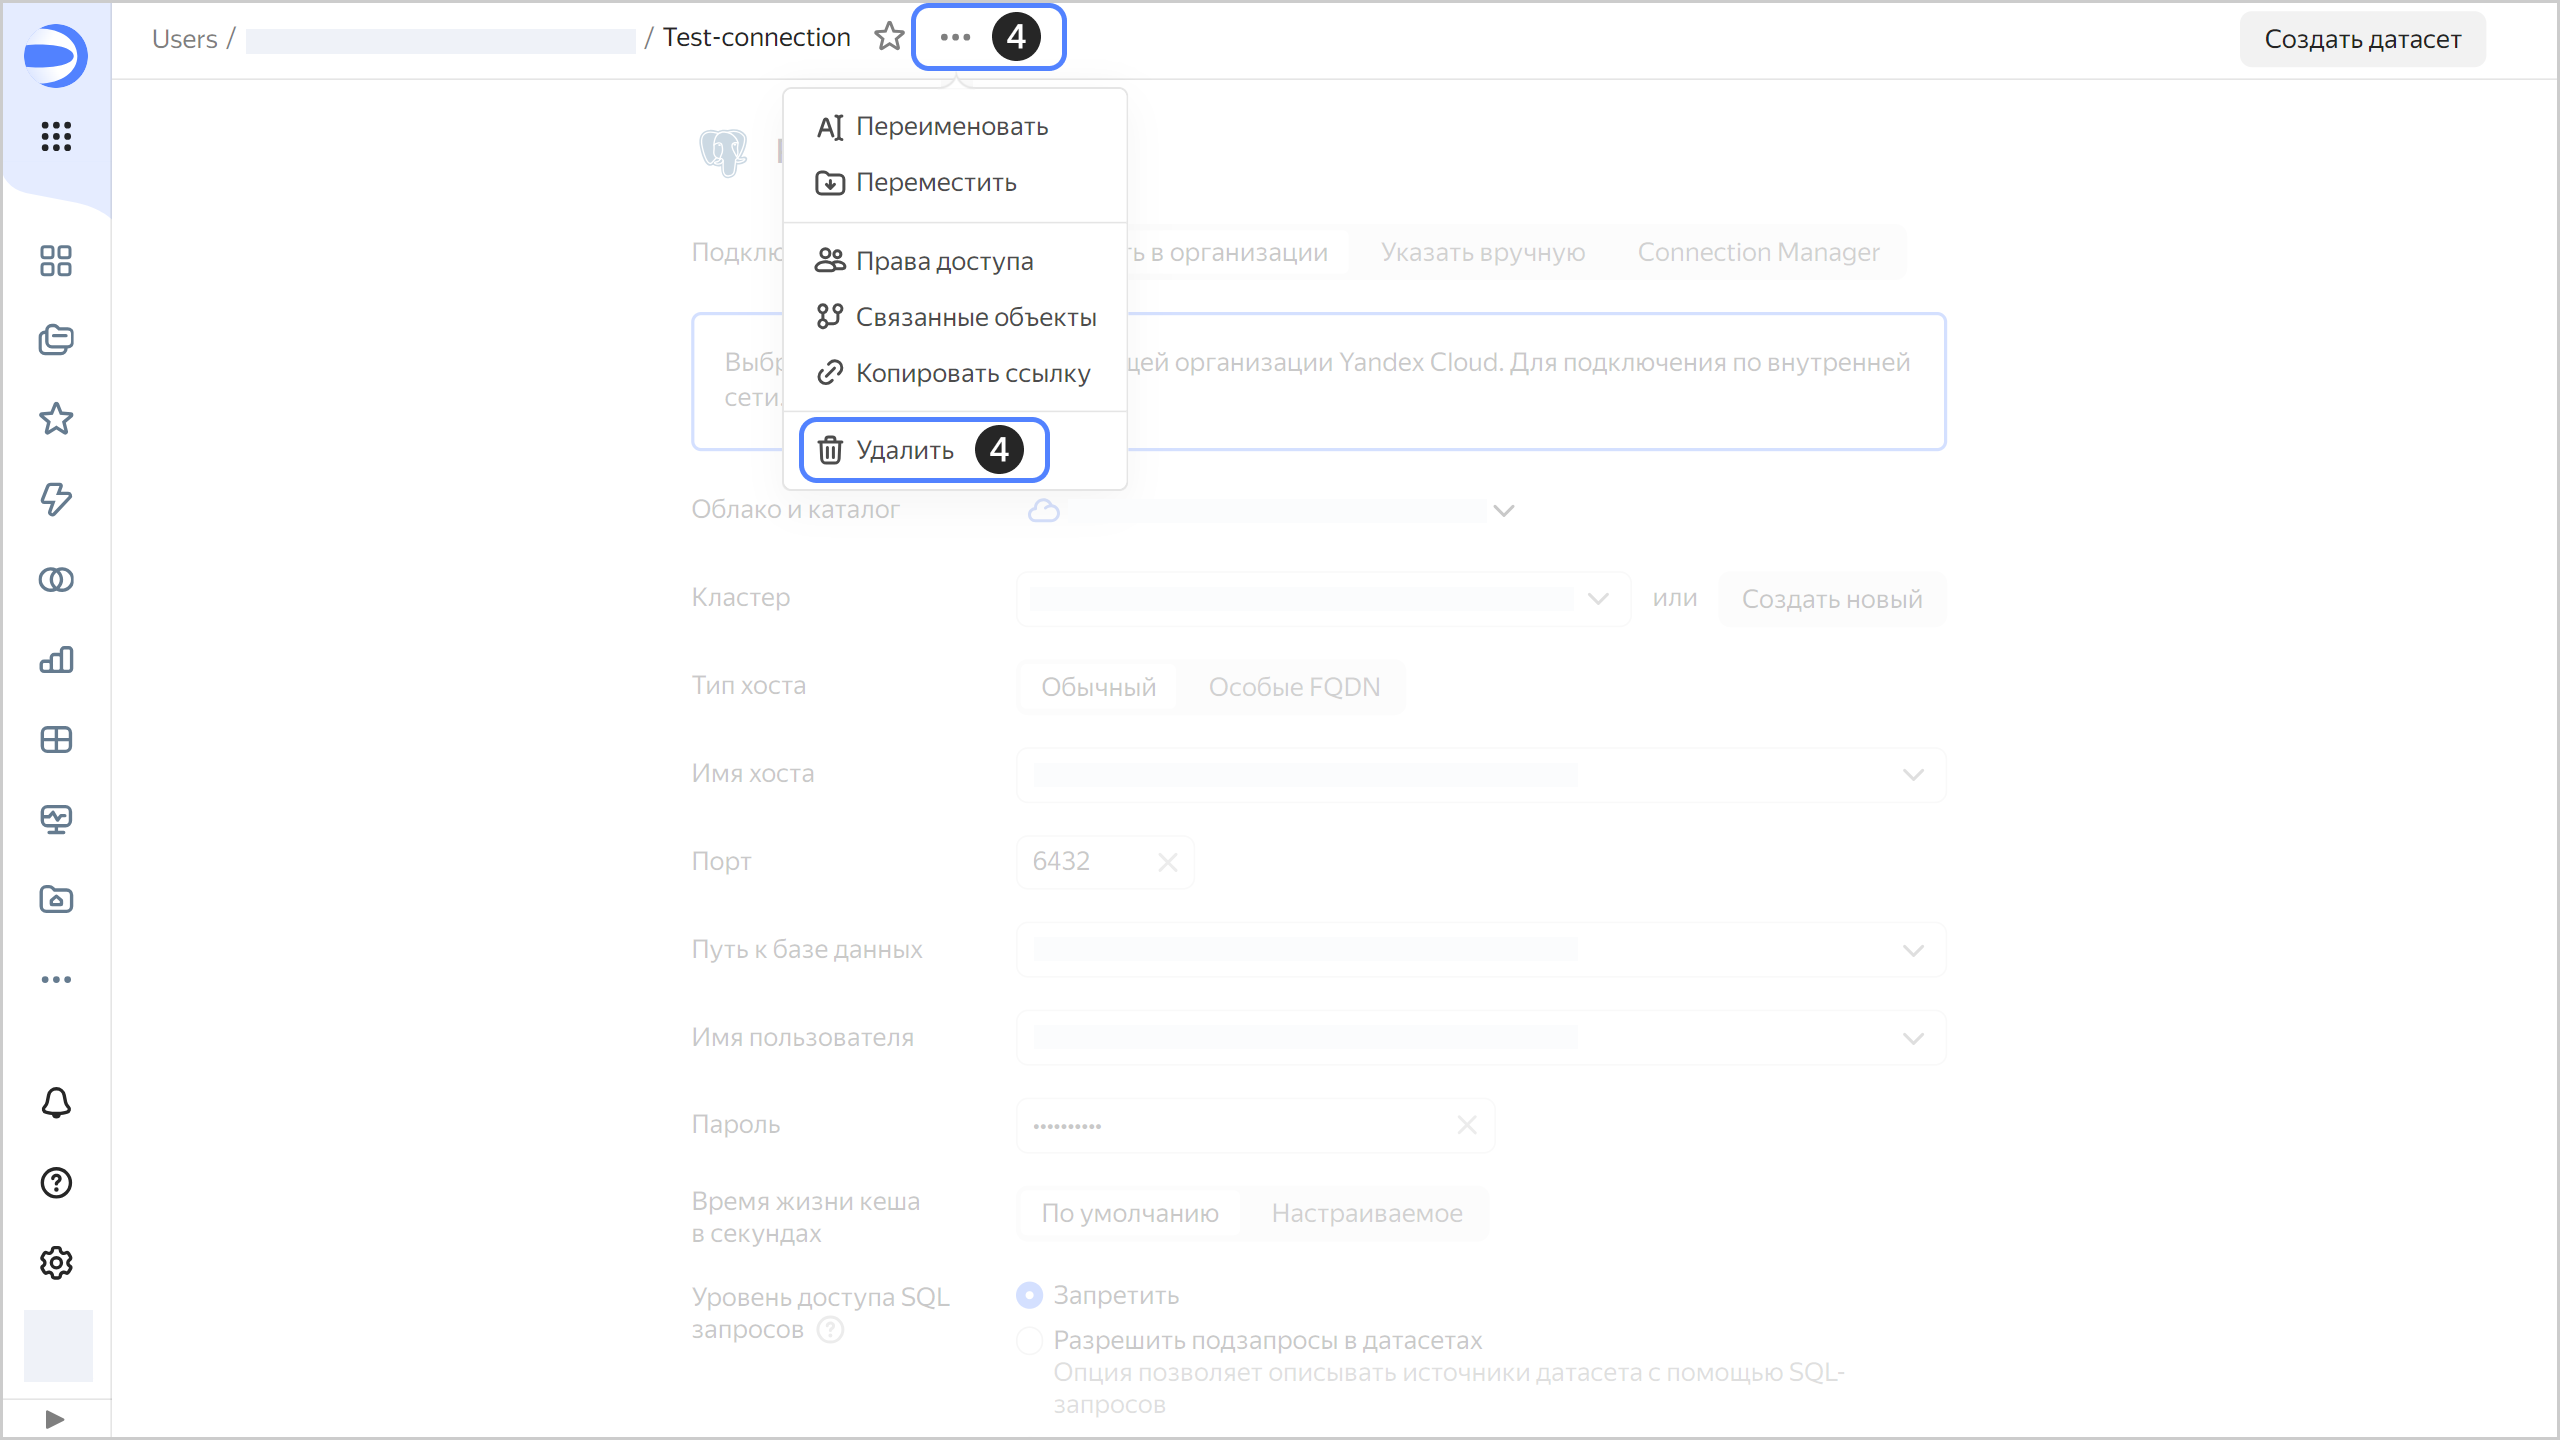 Users / / Test-connection 4
Создать датасет
Переименовать
Переместить
Права доступа
Связанные объекты
Копировать ссылку
Удалить 4
в организации Указать вручную Connection Manager
организации Yandex Cloud. Для подключения по внутренней
сети.
Облако и каталог
Кластер или Создать новый
Тип хоста Обычный Особые FQDN
Имя хоста
Порт 6432
Путь к базе данных
Имя пользователя
Пароль ••••••••••
Время жизни кеша
в секундах
По умолчанию Настраиваемое
Уровень доступа SQL
запросов ?
Запретить
Разрешить подзапросы в датасетах
Опция позволяет описывать источники датасета с помощью SQL-
запросов